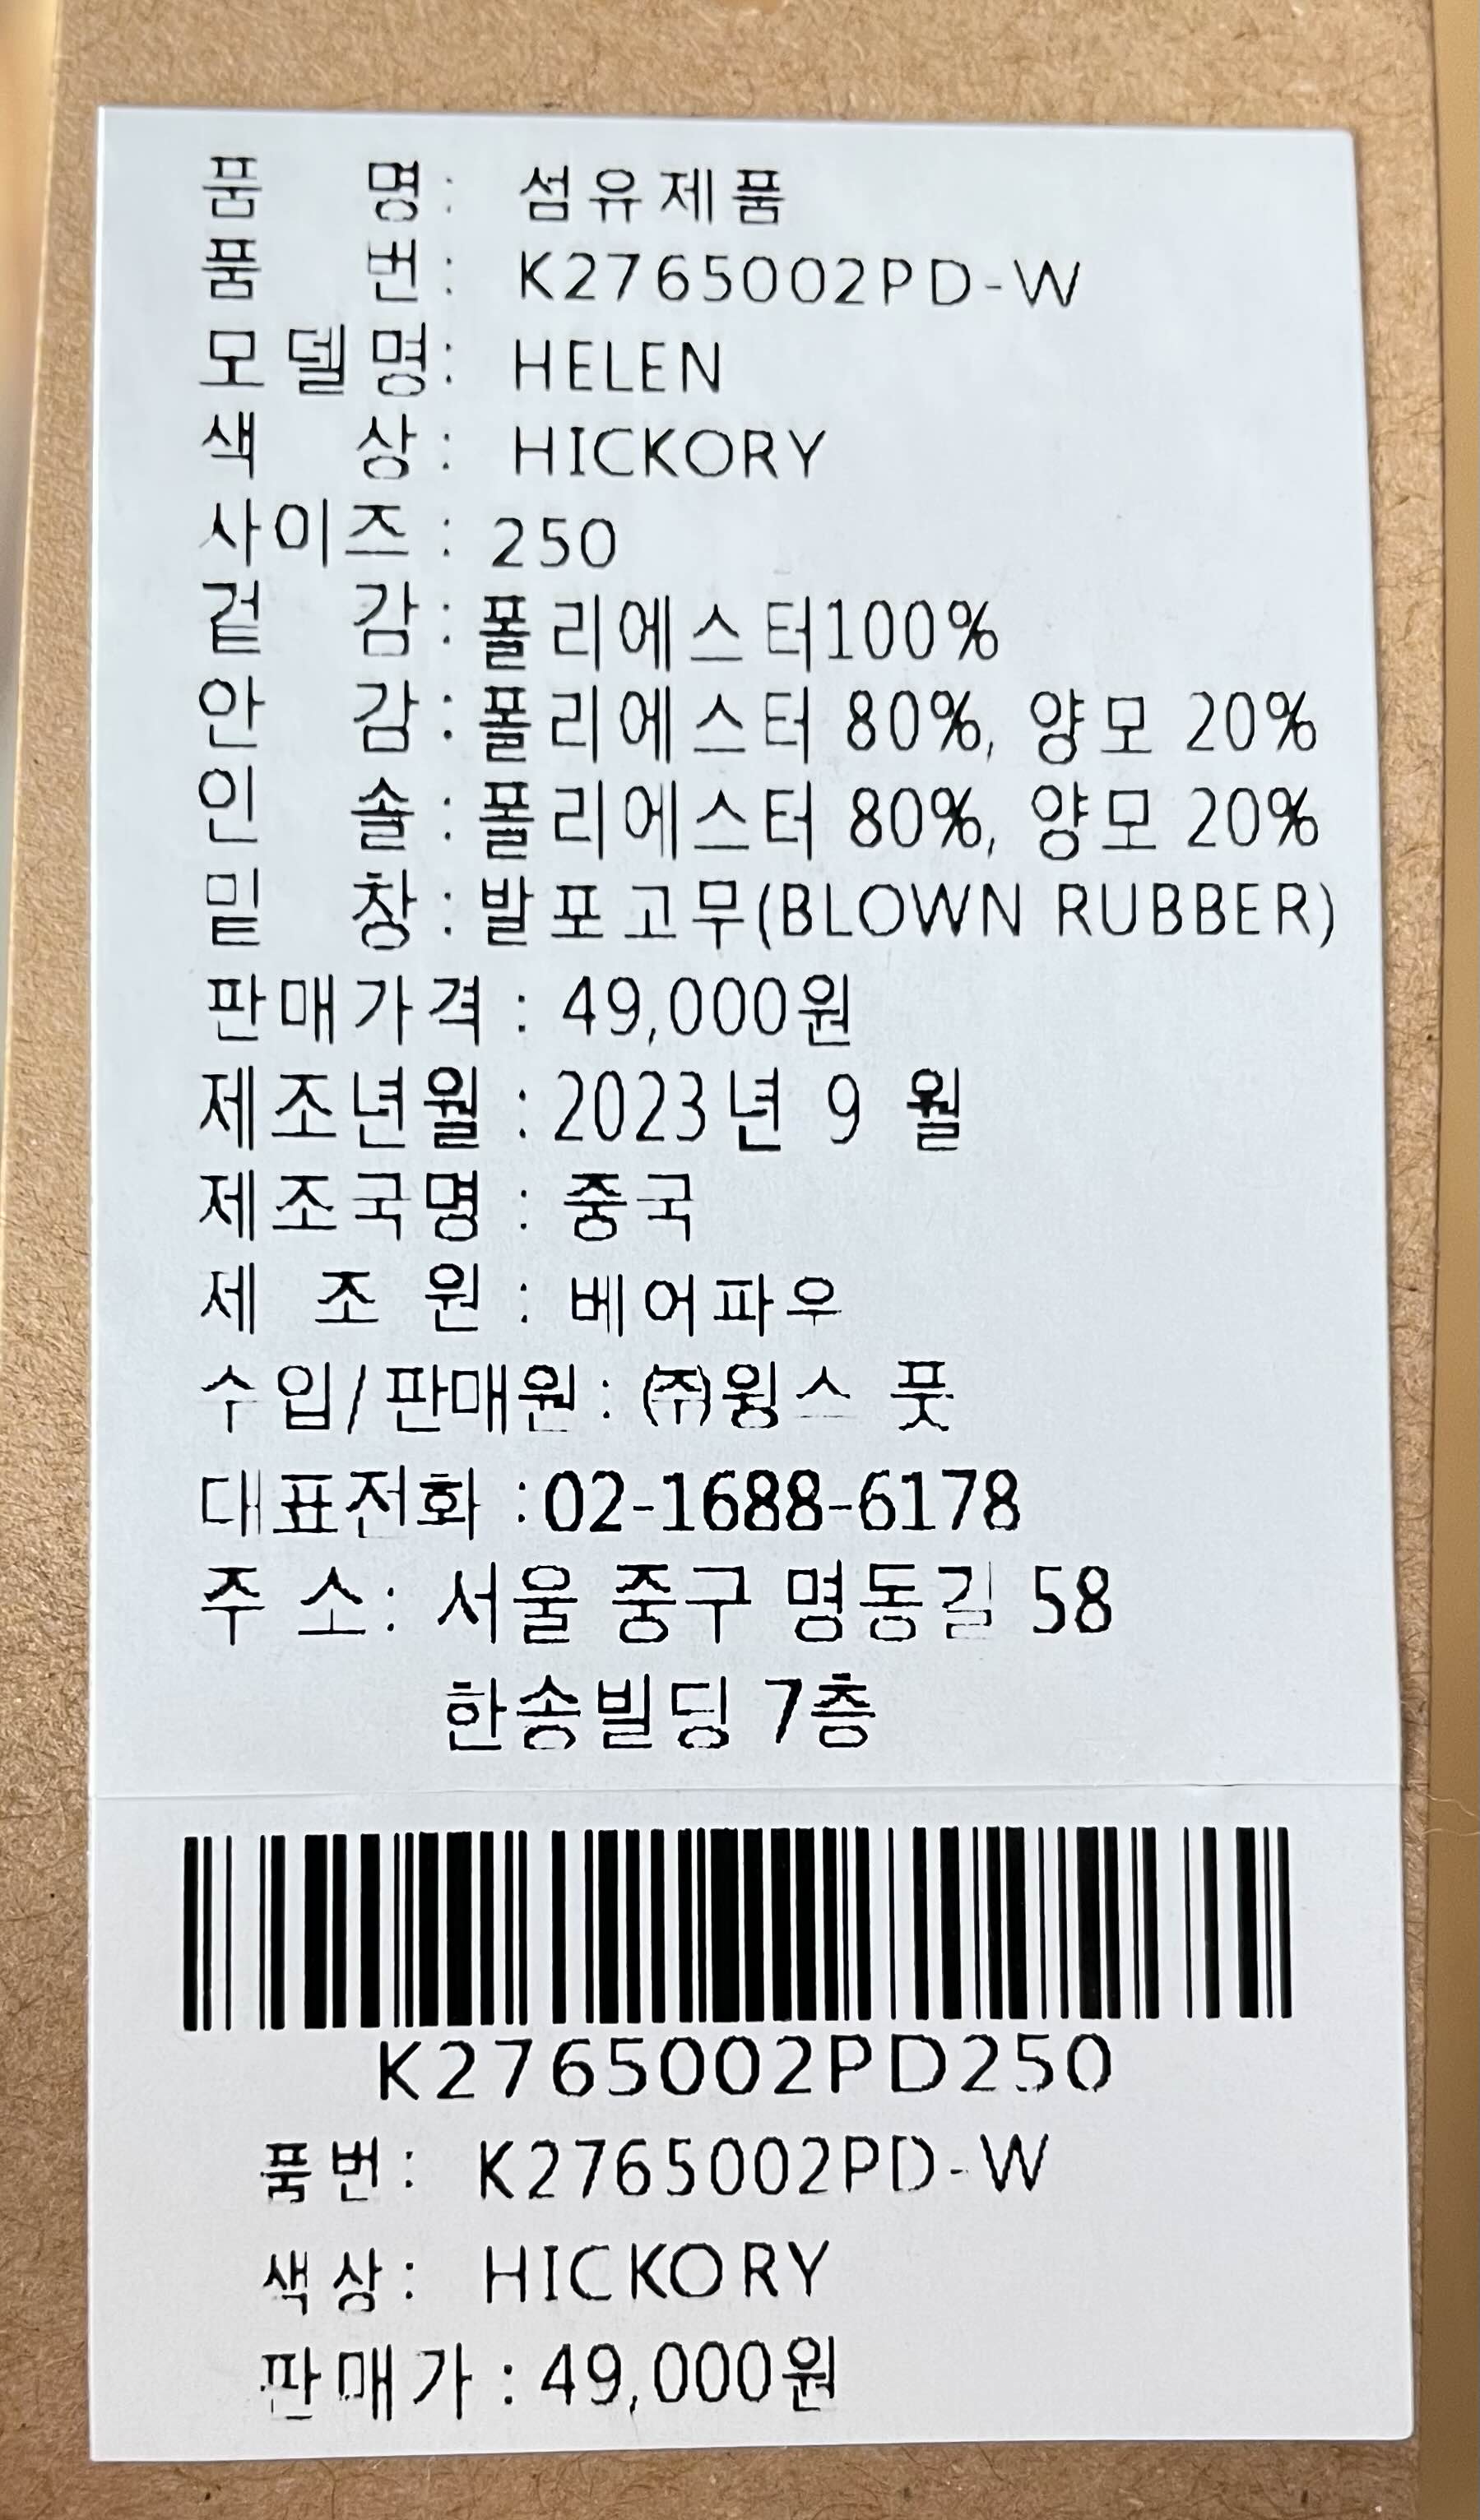 품 명 : 섬유제품
품 번 : K2765002PD-W
모델명 : HELEN
색 상 : HICKORY
사이즈 : 250
겉 감 : 폴리에스터100%
안 감 : 폴리에스터 80%, 양모 20%
인 솔 : 폴리에스터 80%, 양모 20%
밑 창 : 발포고무(BLOWN RUBBER)
판매가격 : 49,000원
제조년월 : 2023년 9 월
제조국명 : 중국
제 조 원 : 베어파우
수입/판매원 : ㈜윙스 풋
대표전화 : 02-1688-6178
주 소 : 서울 중구 명동길 58
한송빌딩 7층
K2765002PD250
품번 : K2765002PD-W
색상 : HICKORY
판매가 : 49,000원